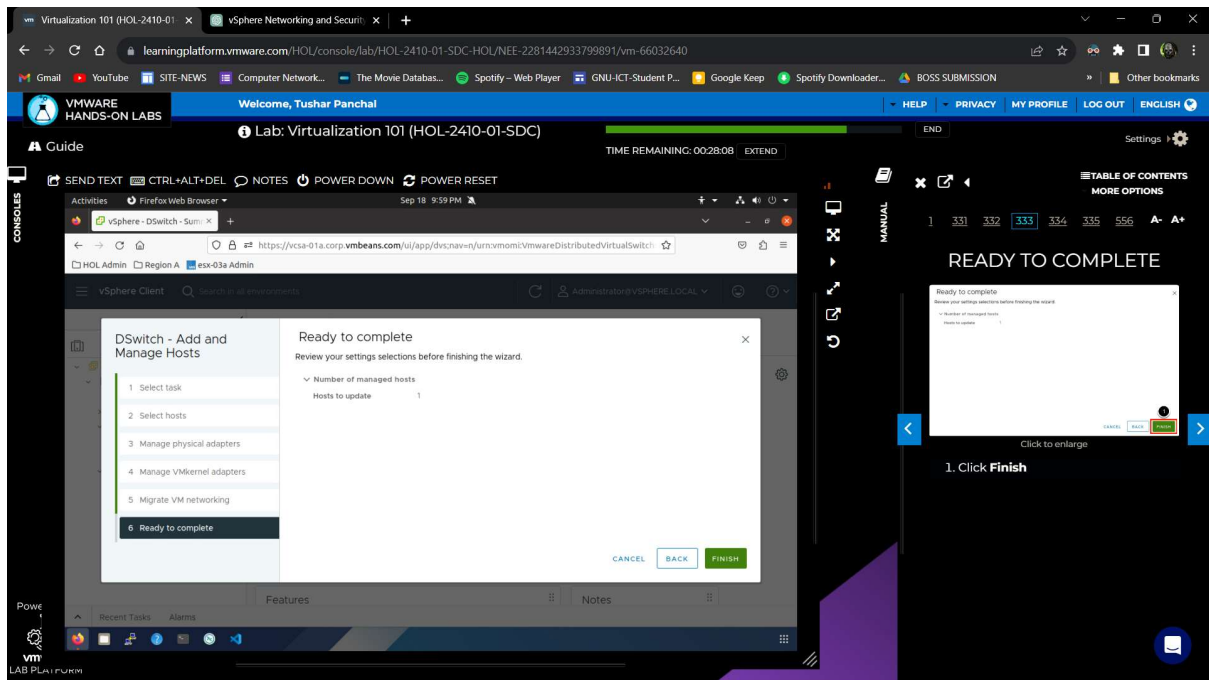 Virtualization 101 (HOL-2410-01-
vSphere Networking and Security
learningplatform.vmware.com/HOL/console/lab/HOL-2410-01-SDC-HOL/NEE-2281442933799891/vm-66032640
Gmail YouTube SITE-NEWS Computer Network... The Movie Databas... Spotify – Web Player GNU-ICT-Student P... Google Keep Spotify Downloader... BOSS SUBMISSION » Other bookmarks
VMWARE
HANDS-ON LABS
Welcome, Tushar Panchal
HELP PRIVACY MY PROFILE LOG OUT ENGLISH
Guide
Lab: Virtualization 101 (HOL-2410-01-SDC)
TIME REMAINING: 00:28:08 EXTEND
END
Settings
CONSOLES
SEND TEXT CTRL+ALT+DEL NOTES POWER DOWN POWER RESET
Activities Firefox Web Browser Sep 18 9:59 PM
vSphere - DSwitch - Sum
https://vcsa-01a.corp.vmbeans.com/ui/app/dvs;nav=n/urn:vmomi:VmwareDistributedVirtualSwitch
HOL Admin Region A esx-03a Admin
vSphere Client Search in all environments Administrator@VSPHERE.LOCAL
DSwitch - Add and
Manage Hosts
1 Select task
2 Select hosts
3 Manage physical adapters
4 Manage VMkernel adapters
5 Migrate VM networking
6 Ready to complete
Ready to complete
Review your settings selections before finishing the wizard.
Number of managed hosts
Hosts to update 1
CANCEL BACK FINISH
Features Notes
Recent Tasks Alarms
MANUAL
TABLE OF CONTENTS
MORE OPTIONS
1 331 332 333 334 335 556 A- A+
READY TO COMPLETE
Ready to complete
Review your settings selections before finishing the wizard.
Number of managed hosts
Hosts to update 1
1
CANCEL BACK FINISH
Click to enlarge
1. Click Finish
Powe
vm
LAB PLATFORM